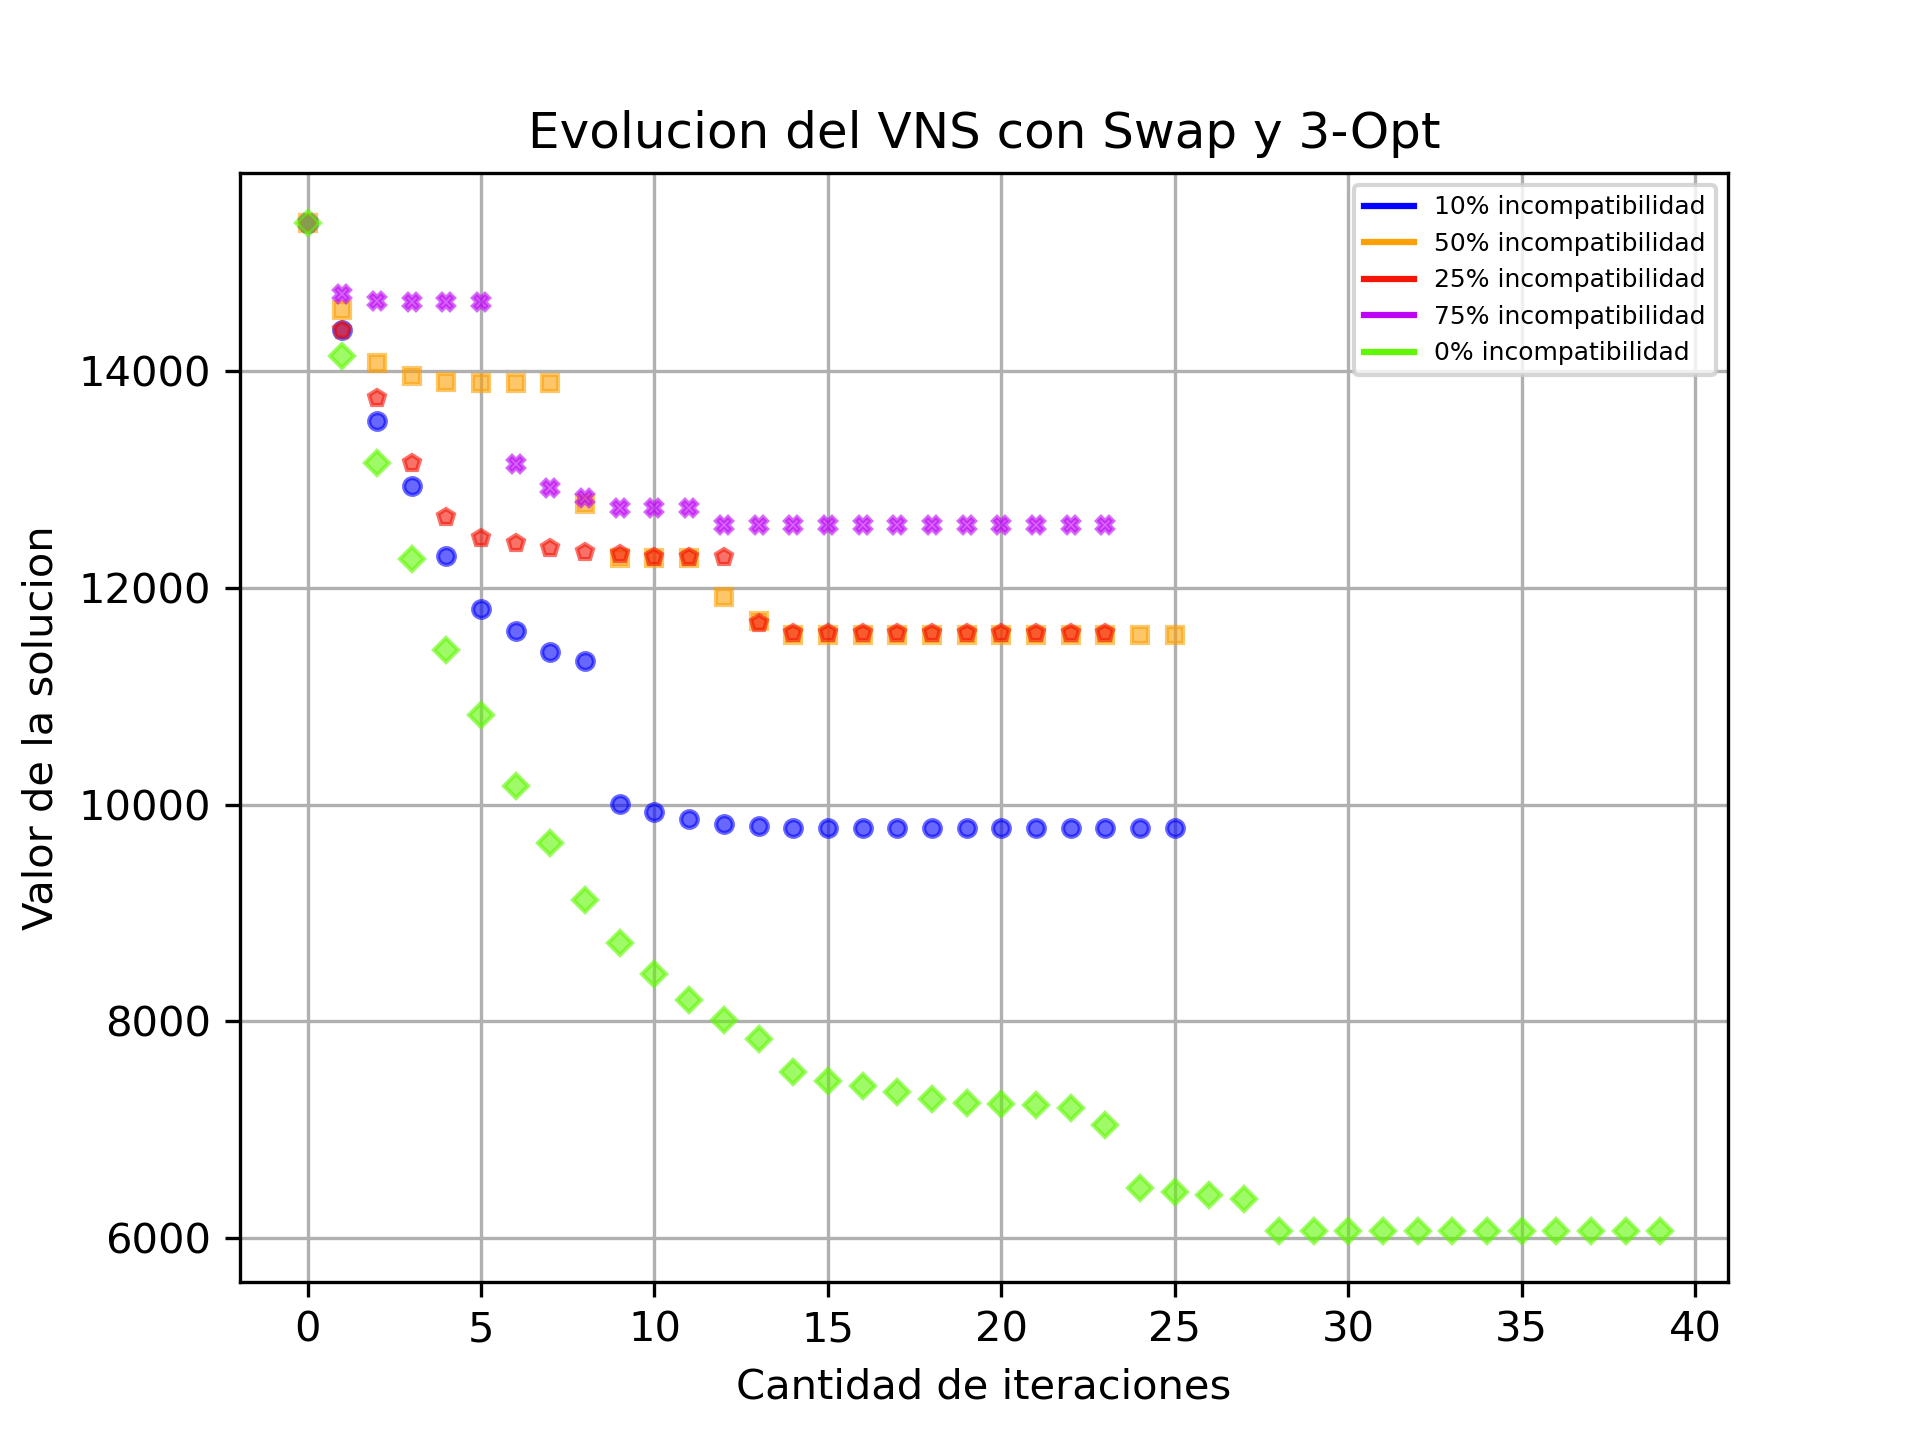 Evolucion del VNS con Swap y 3-Opt
10% incompatibilidad
50% incompatibilidad
25% incompatibilidad
75% incompatibilidad
0% incompatibilidad
Valor de la solucion
14000
12000
10000
8000
6000
0 5 10 15 20 25 30 35 40
Cantidad de iteraciones